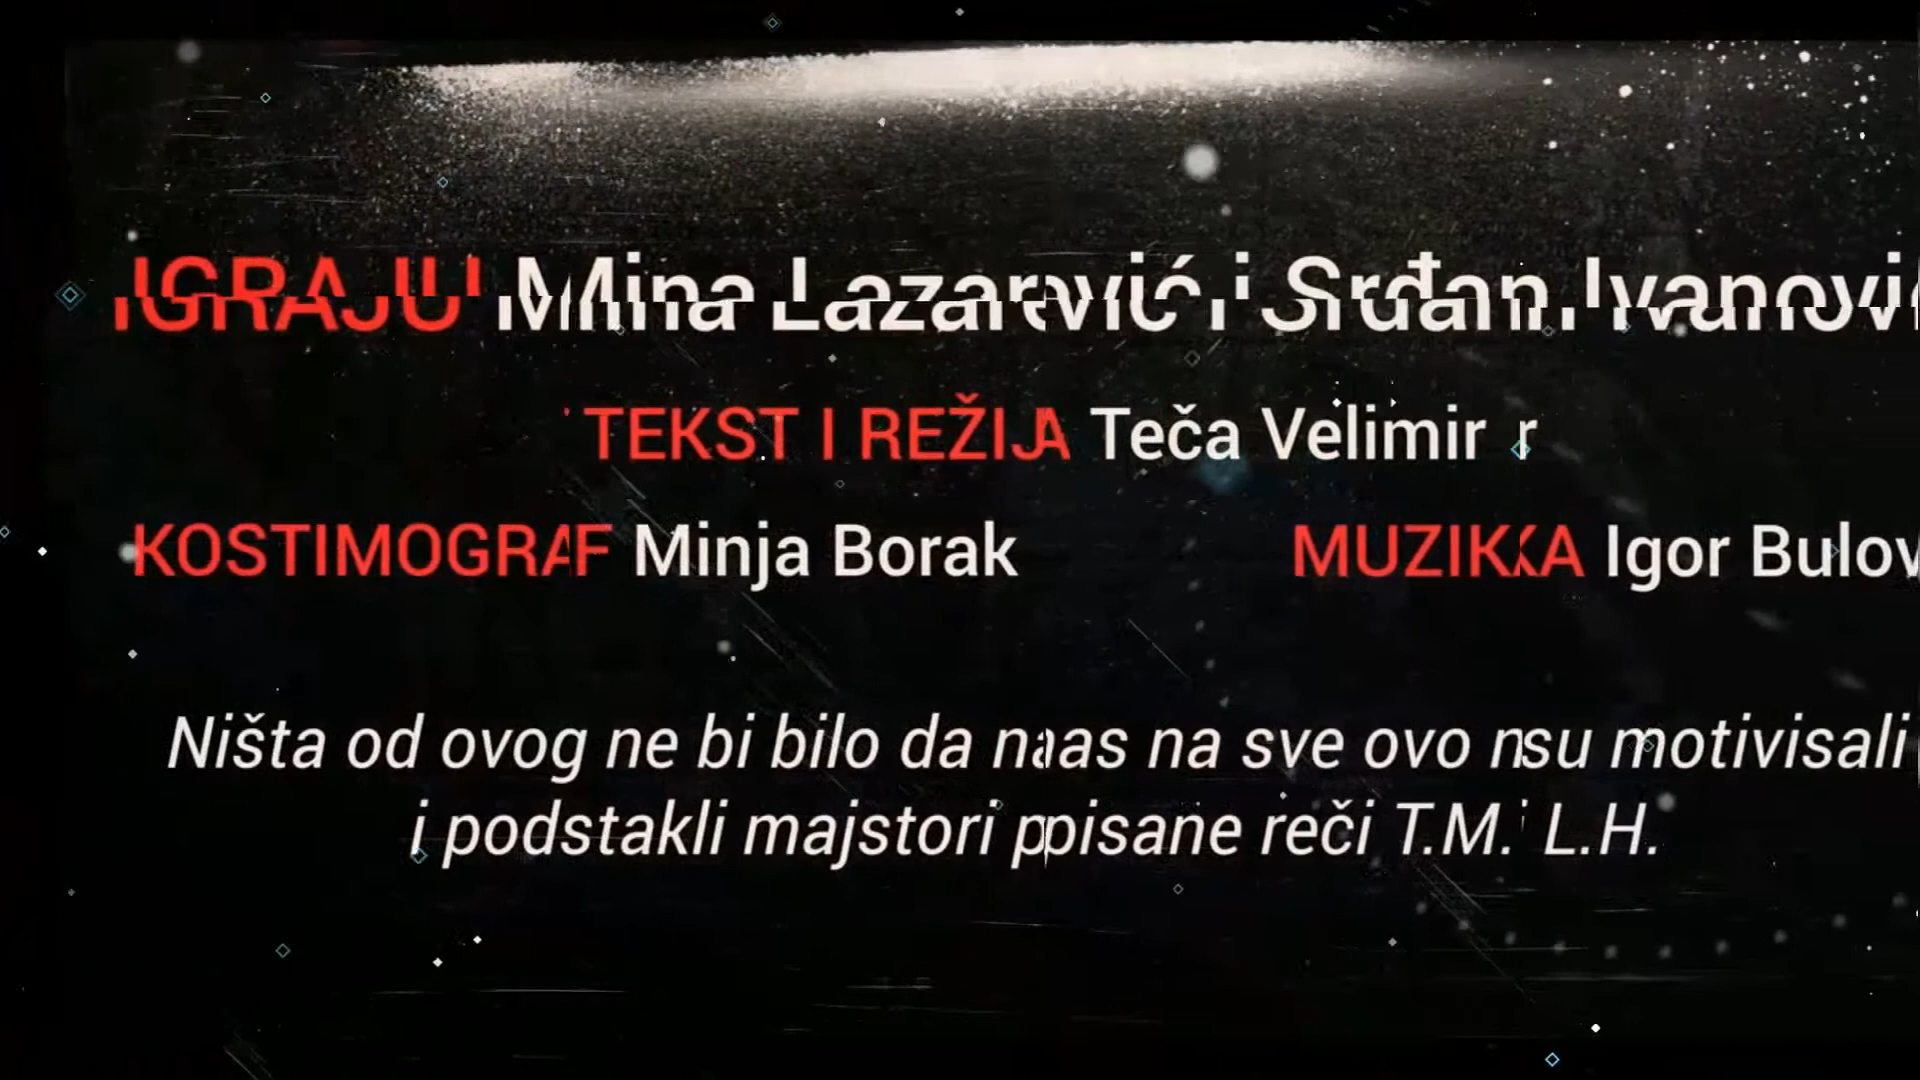 IGRAJU Mina Lazarević i Srđan Ivanovi
TEKST I REŽIJA Teča Velimir
KOSTIMOGRAF Minja Borak
MUZIKA Igor Bulov
Ništa od ovog ne bi bilo da nas na sve ovo nisu motivisali
i podstakli majstori pisane reči T.M. i L.H.